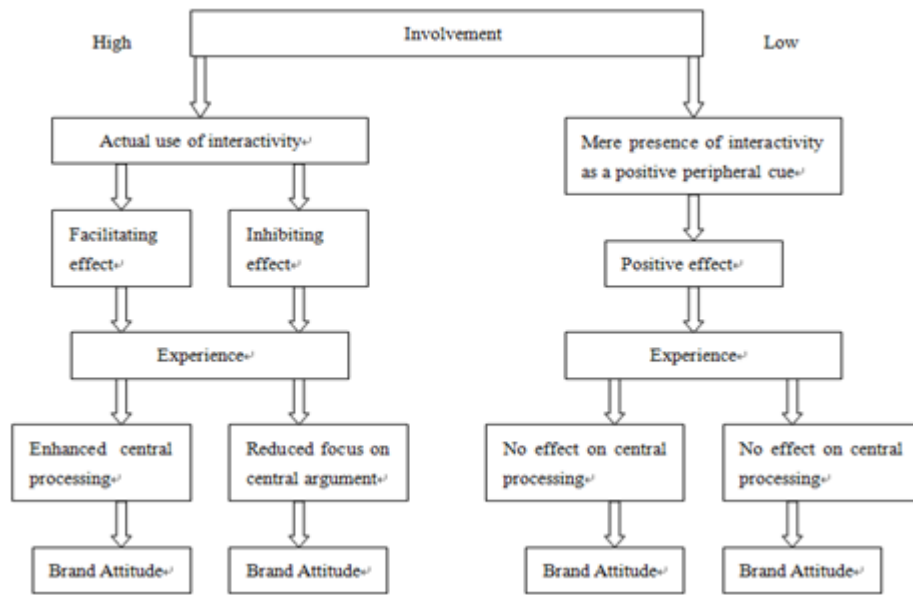 High
Involvement
Low
Actual use of interactivity↵
Mere presence of interactivity
as a positive peripheral cue↵
Facilitating
effect↵
Inhibiting
effect↵
Positive effect↵
Experience↵
Experience↵
Enhanced central
processing↵
Reduced focus on
central argument↵
No effect on central
processing↵
No effect on central
processing↵
Brand Attitude↵
Brand Attitude↵
Brand Attitude↵
Brand Attitude↵